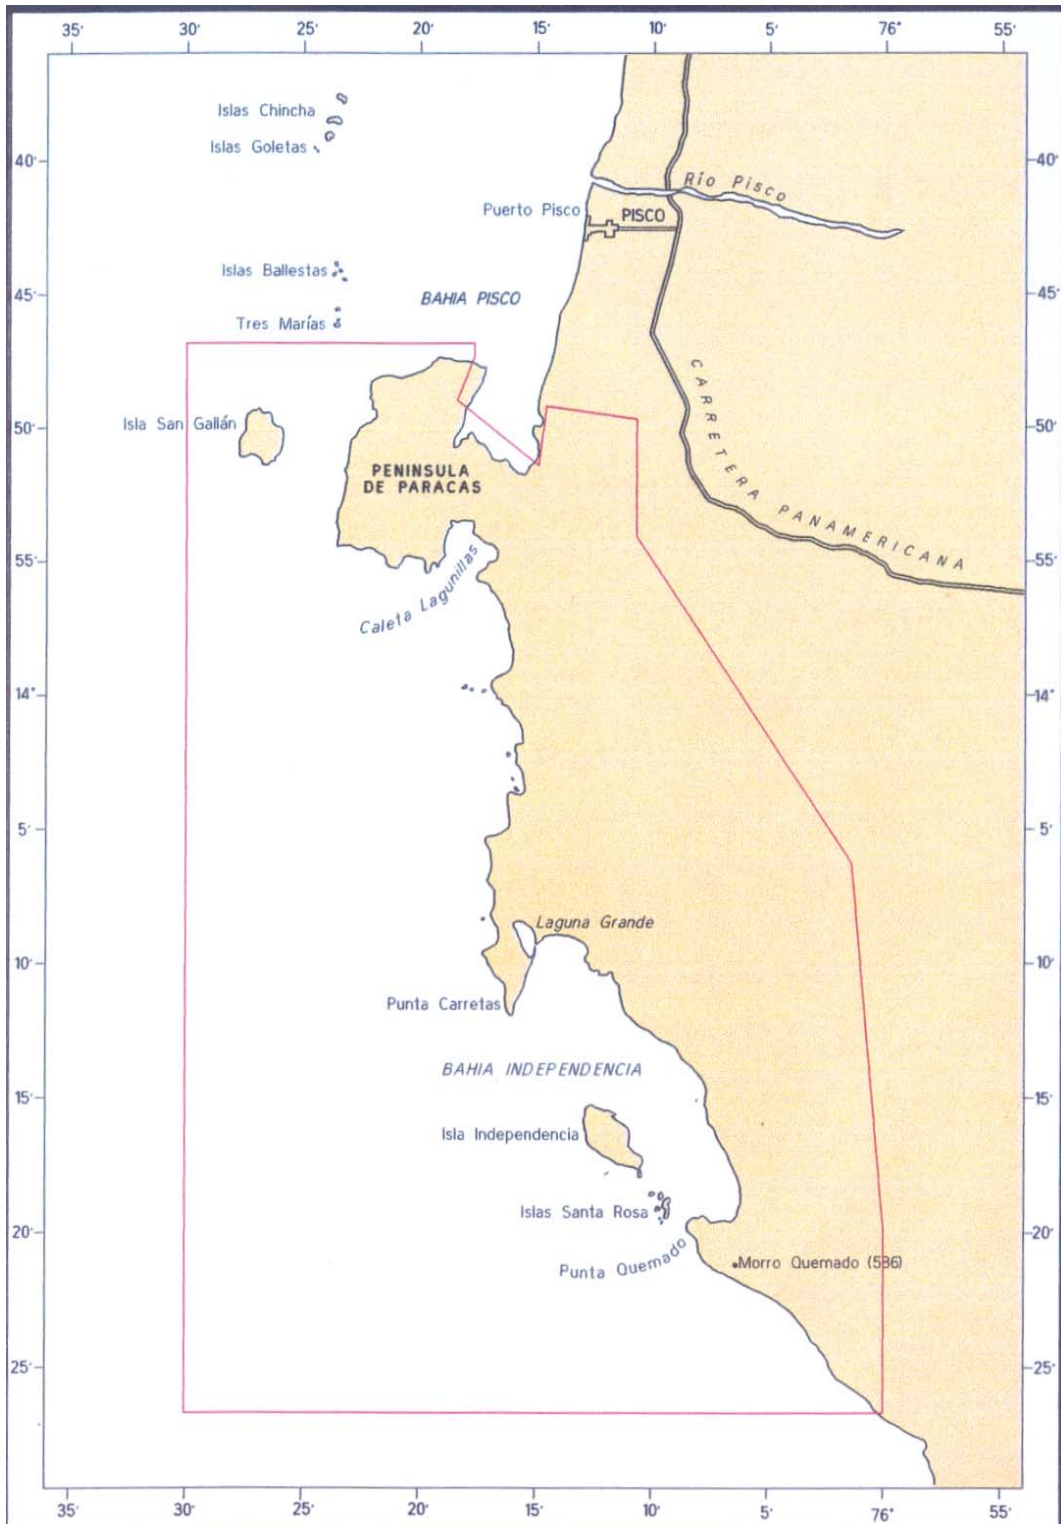 35' 30' 25' 20' 15' 10' 5' 76° 55'
Islas Chincha
Islas Goletas
40' 40'
Río Pisco
Puerto Pisco PISCO
Islas Ballestas
BAHIA PISCO
45' 45'
Tres Marías
CARRETERA PANAMERICANA
Isla San Gallán
50' 50'
PENINSULA
DE PARACAS
55' 55'
Caleta Lagunillas
14° 14°
5' 5'
Laguna Grande
10' 10'
Punta Carretas
BAHIA INDEPENDENCIA
15' 15'
Isla Independencia
Islas Santa Rosa
20' 20'
Punta Quemado
Morro Quemado (586)
25' 25'
35' 30' 25' 20' 15' 10' 5' 76° 55'